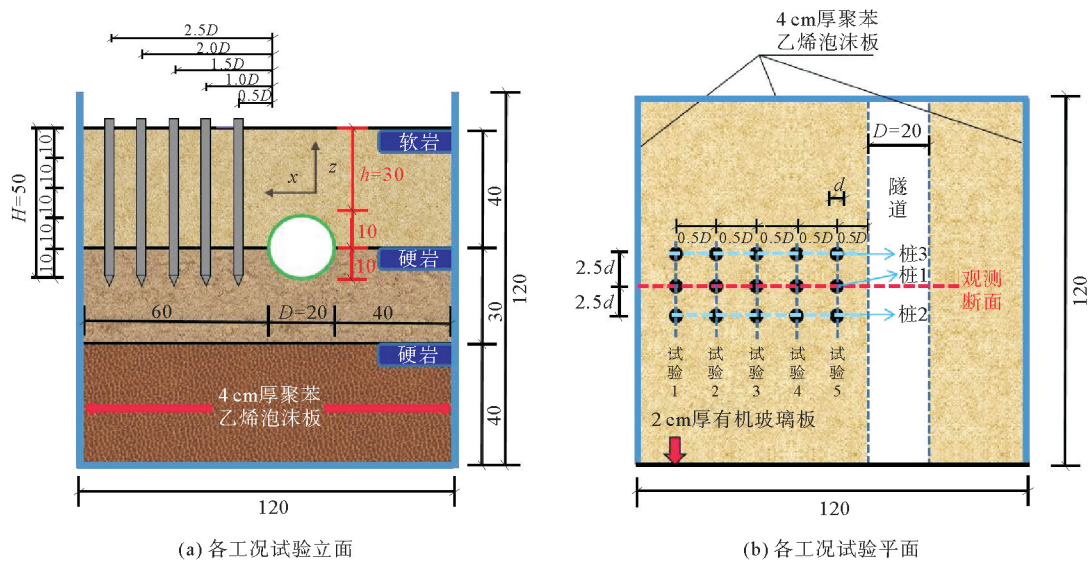 2.5D
2.0D
1.5D
1.0D
0.5D
软岩
H=50
10
10
10
10
10
x
z
h=30
10
10
40
硬岩
60
D=20
40
30
120
硬岩
4 cm厚聚苯
乙烯泡沫板
40
120
(a) 各工况试验立面
4 cm厚聚苯
乙烯泡沫板
D=20
隧道
d
0.5D
0.5D
0.5D
0.5D
0.5D
2.5d
2.5d
桩3
桩1
观测
断面
桩2
试验1
试验2
试验3
试验4
试验5
2 cm厚有机玻璃板
120
120
(b) 各工况试验平面